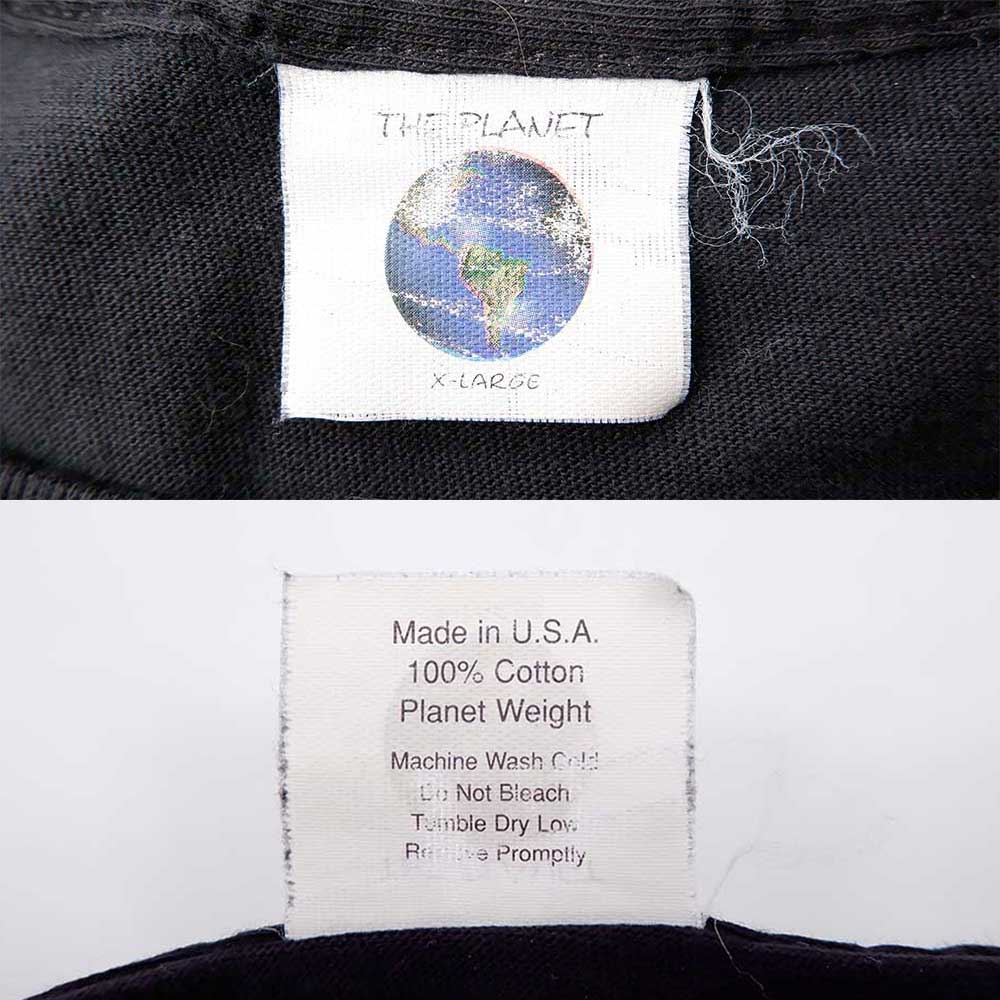 THE PLANET
X-LARGE
Made in U.S.A.
100% Cotton
Planet Weight
Machine Wash Cold
Do Not Bleach
Tumble Dry Low
Remove Promptly